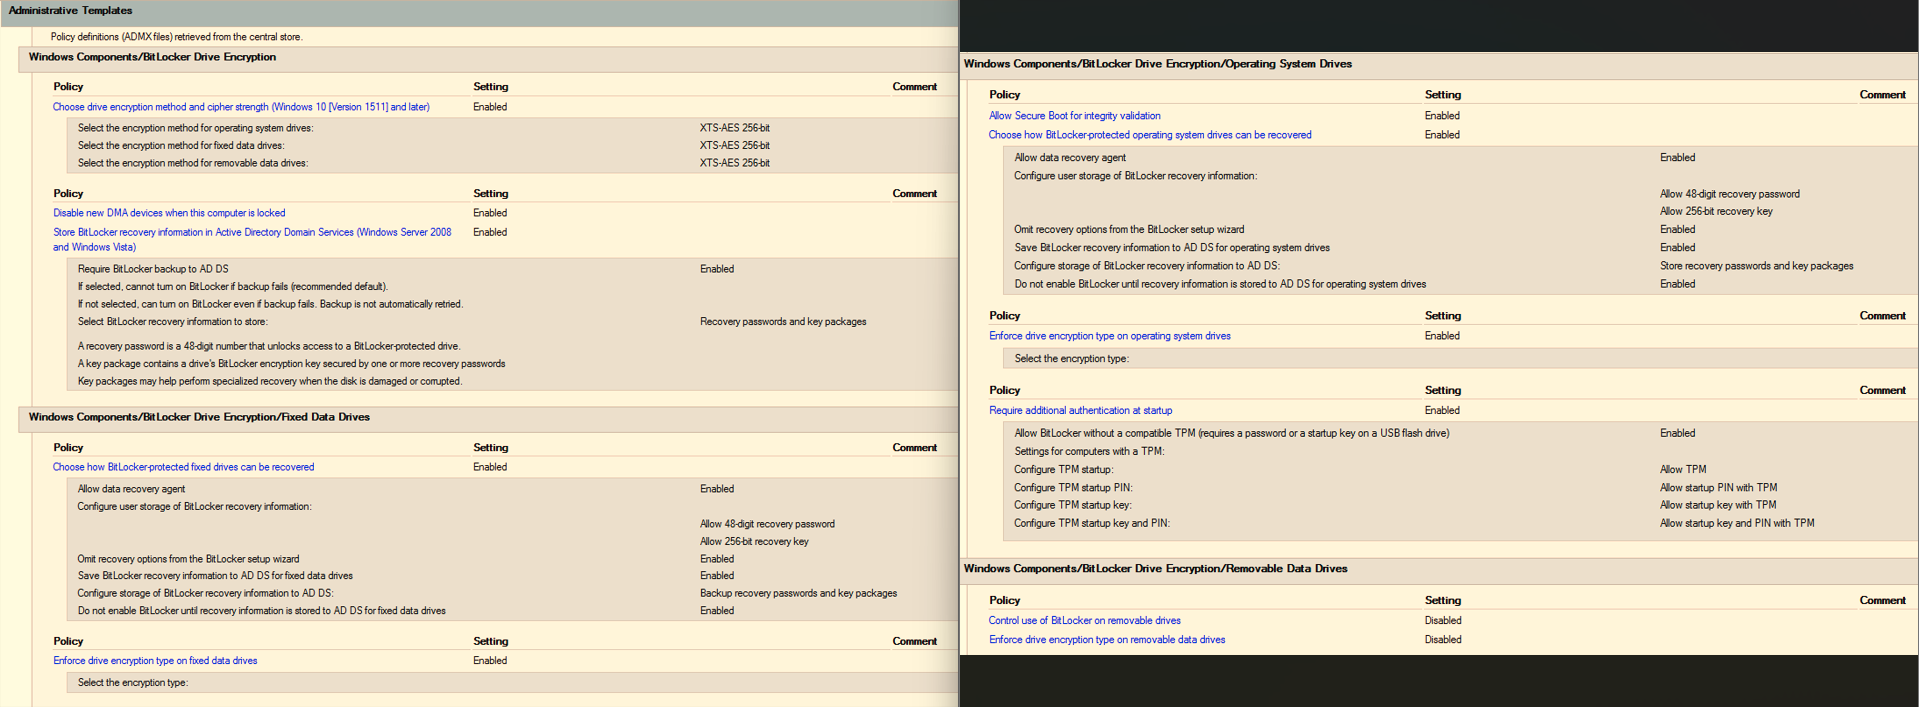 Administrative Templates
Policy definitions (ADMX files) retrieved from the central store.
Windows Components/BitLocker Drive Encryption
Policy Setting Comment
Choose drive encryption method and cipher strength (Windows 10 [Version 1511] and later) Enabled
Select the encryption method for operating system drives: XTS-AES 256-bit
Select the encryption method for fixed data drives: XTS-AES 256-bit
Select the encryption method for removable data drives: XTS-AES 256-bit
Policy Setting Comment
Disable new DMA devices when this computer is locked Enabled
Store BitLocker recovery information in Active Directory Domain Services (Windows Server 2008 Enabled
and Windows Vista)
Require BitLocker backup to AD DS Enabled
If selected, cannot turn on BitLocker if backup fails (recommended default).
If not selected, can turn on BitLocker even if backup fails. Backup is not automatically retried.
Select BitLocker recovery information to store: Recovery passwords and key packages
A recovery password is a 48-digit number that unlocks access to a BitLocker-protected drive.
A key package contains a drive's BitLocker encryption key secured by one or more recovery passwords
Key packages may help perform specialized recovery when the disk is damaged or corrupted.
Windows Components/BitLocker Drive Encryption/Fixed Data Drives
Policy Setting Comment
Choose how BitLocker-protected fixed drives can be recovered Enabled
Allow data recovery agent Enabled
Configure user storage of BitLocker recovery information:
Allow 48-digit recovery password
Allow 256-bit recovery key
Omit recovery options from the BitLocker setup wizard Enabled
Save BitLocker recovery information to AD DS for fixed data drives Enabled
Configure storage of BitLocker recovery information to AD DS: Backup recovery passwords and key packages
Do not enable BitLocker until recovery information is stored to AD DS for fixed data drives Enabled
Policy Setting Comment
Enforce drive encryption type on fixed data drives Enabled
Select the encryption type:
Windows Components/BitLocker Drive Encryption/Operating System Drives
Policy Setting Comment
Allow Secure Boot for integrity validation Enabled
Choose how BitLocker-protected operating system drives can be recovered Enabled
Allow data recovery agent Enabled
Configure user storage of BitLocker recovery information:
Allow 48-digit recovery password
Allow 256-bit recovery key
Omit recovery options from the BitLocker setup wizard Enabled
Save BitLocker recovery information to AD DS for operating system drives Enabled
Configure storage of BitLocker recovery information to AD DS: Store recovery passwords and key packages
Do not enable BitLocker until recovery information is stored to AD DS for operating system drives Enabled
Policy Setting Comment
Enforce drive encryption type on operating system drives Enabled
Select the encryption type:
Policy Setting Comment
Require additional authentication at startup Enabled
Allow BitLocker without a compatible TPM (requires a password or a startup key on a USB flash drive) Enabled
Settings for computers with a TPM:
Configure TPM startup: Allow TPM
Configure TPM startup PIN: Allow startup PIN with TPM
Configure TPM startup key: Allow startup key with TPM
Configure TPM startup key and PIN: Allow startup key and PIN with TPM
Windows Components/BitLocker Drive Encryption/Removable Data Drives
Policy Setting Comment
Control use of BitLocker on removable drives Disabled
Enforce drive encryption type on removable data drives Disabled